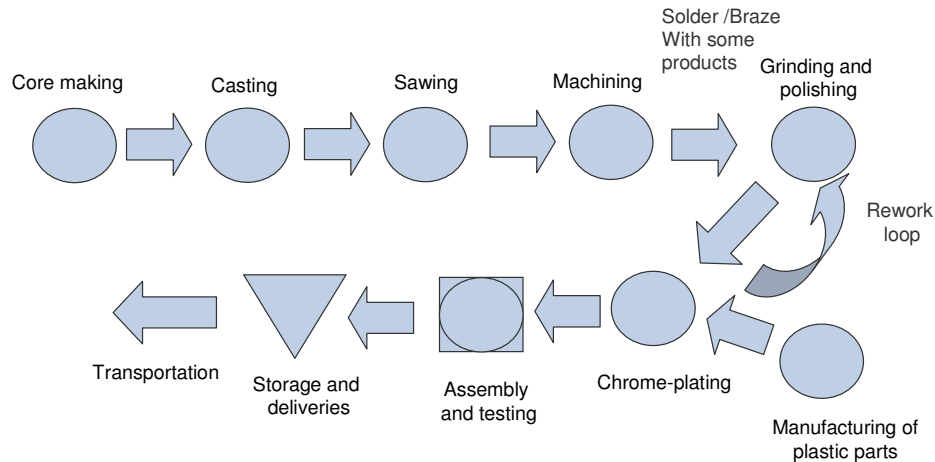 Core making
Casting
Sawing
Machining
Solder /Braze
With some
products
Grinding and
polishing
Rework
loop
Transportation
Storage and
deliveries
Assembly
and testing
Chrome-plating
Manufacturing of
plastic parts